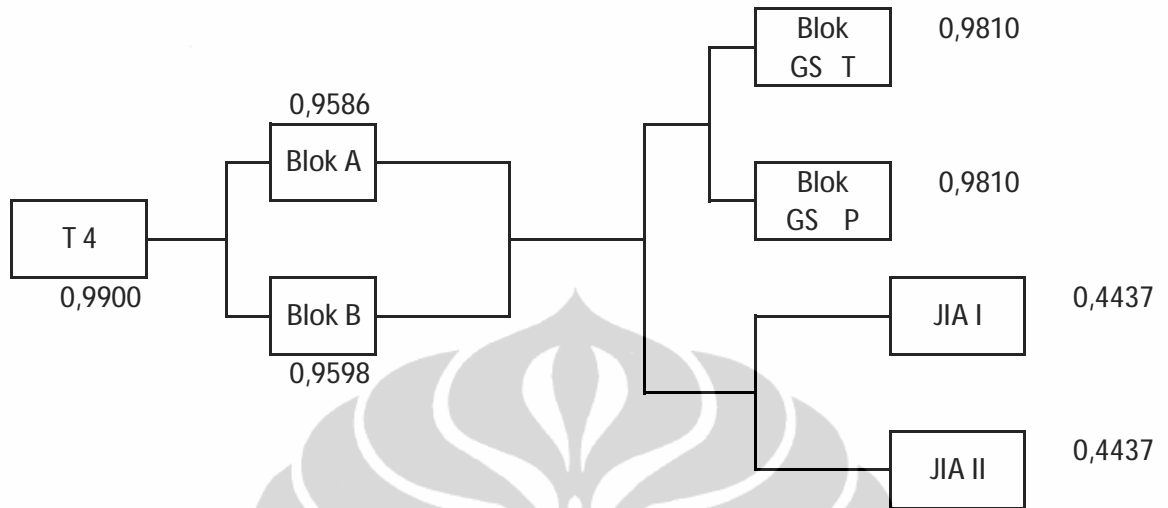 Blok
GS T
0,9810
0,9586
Blok A
Blok
GS P
0,9810
T 4
0,9900
Blok B
0,9598
JIA I
0,4437
JIA II
0,4437